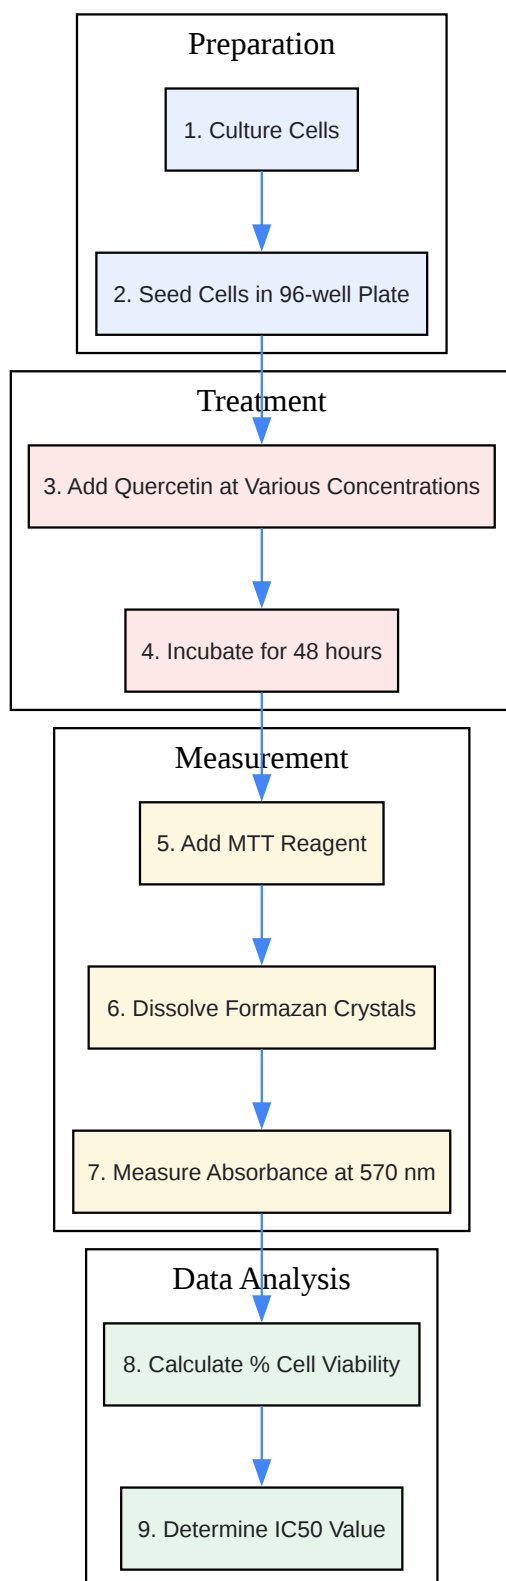 Preparation
1. Culture Cells
2. Seed Cells in 96-well Plate
Treatment
3. Add Quercetin at Various Concentrations
4. Incubate for 48 hours
Measurement
5. Add MTT Reagent
6. Dissolve Formazan Crystals
7. Measure Absorbance at 570 nm
Data Analysis
8. Calculate % Cell Viability
9. Determine IC50 Value